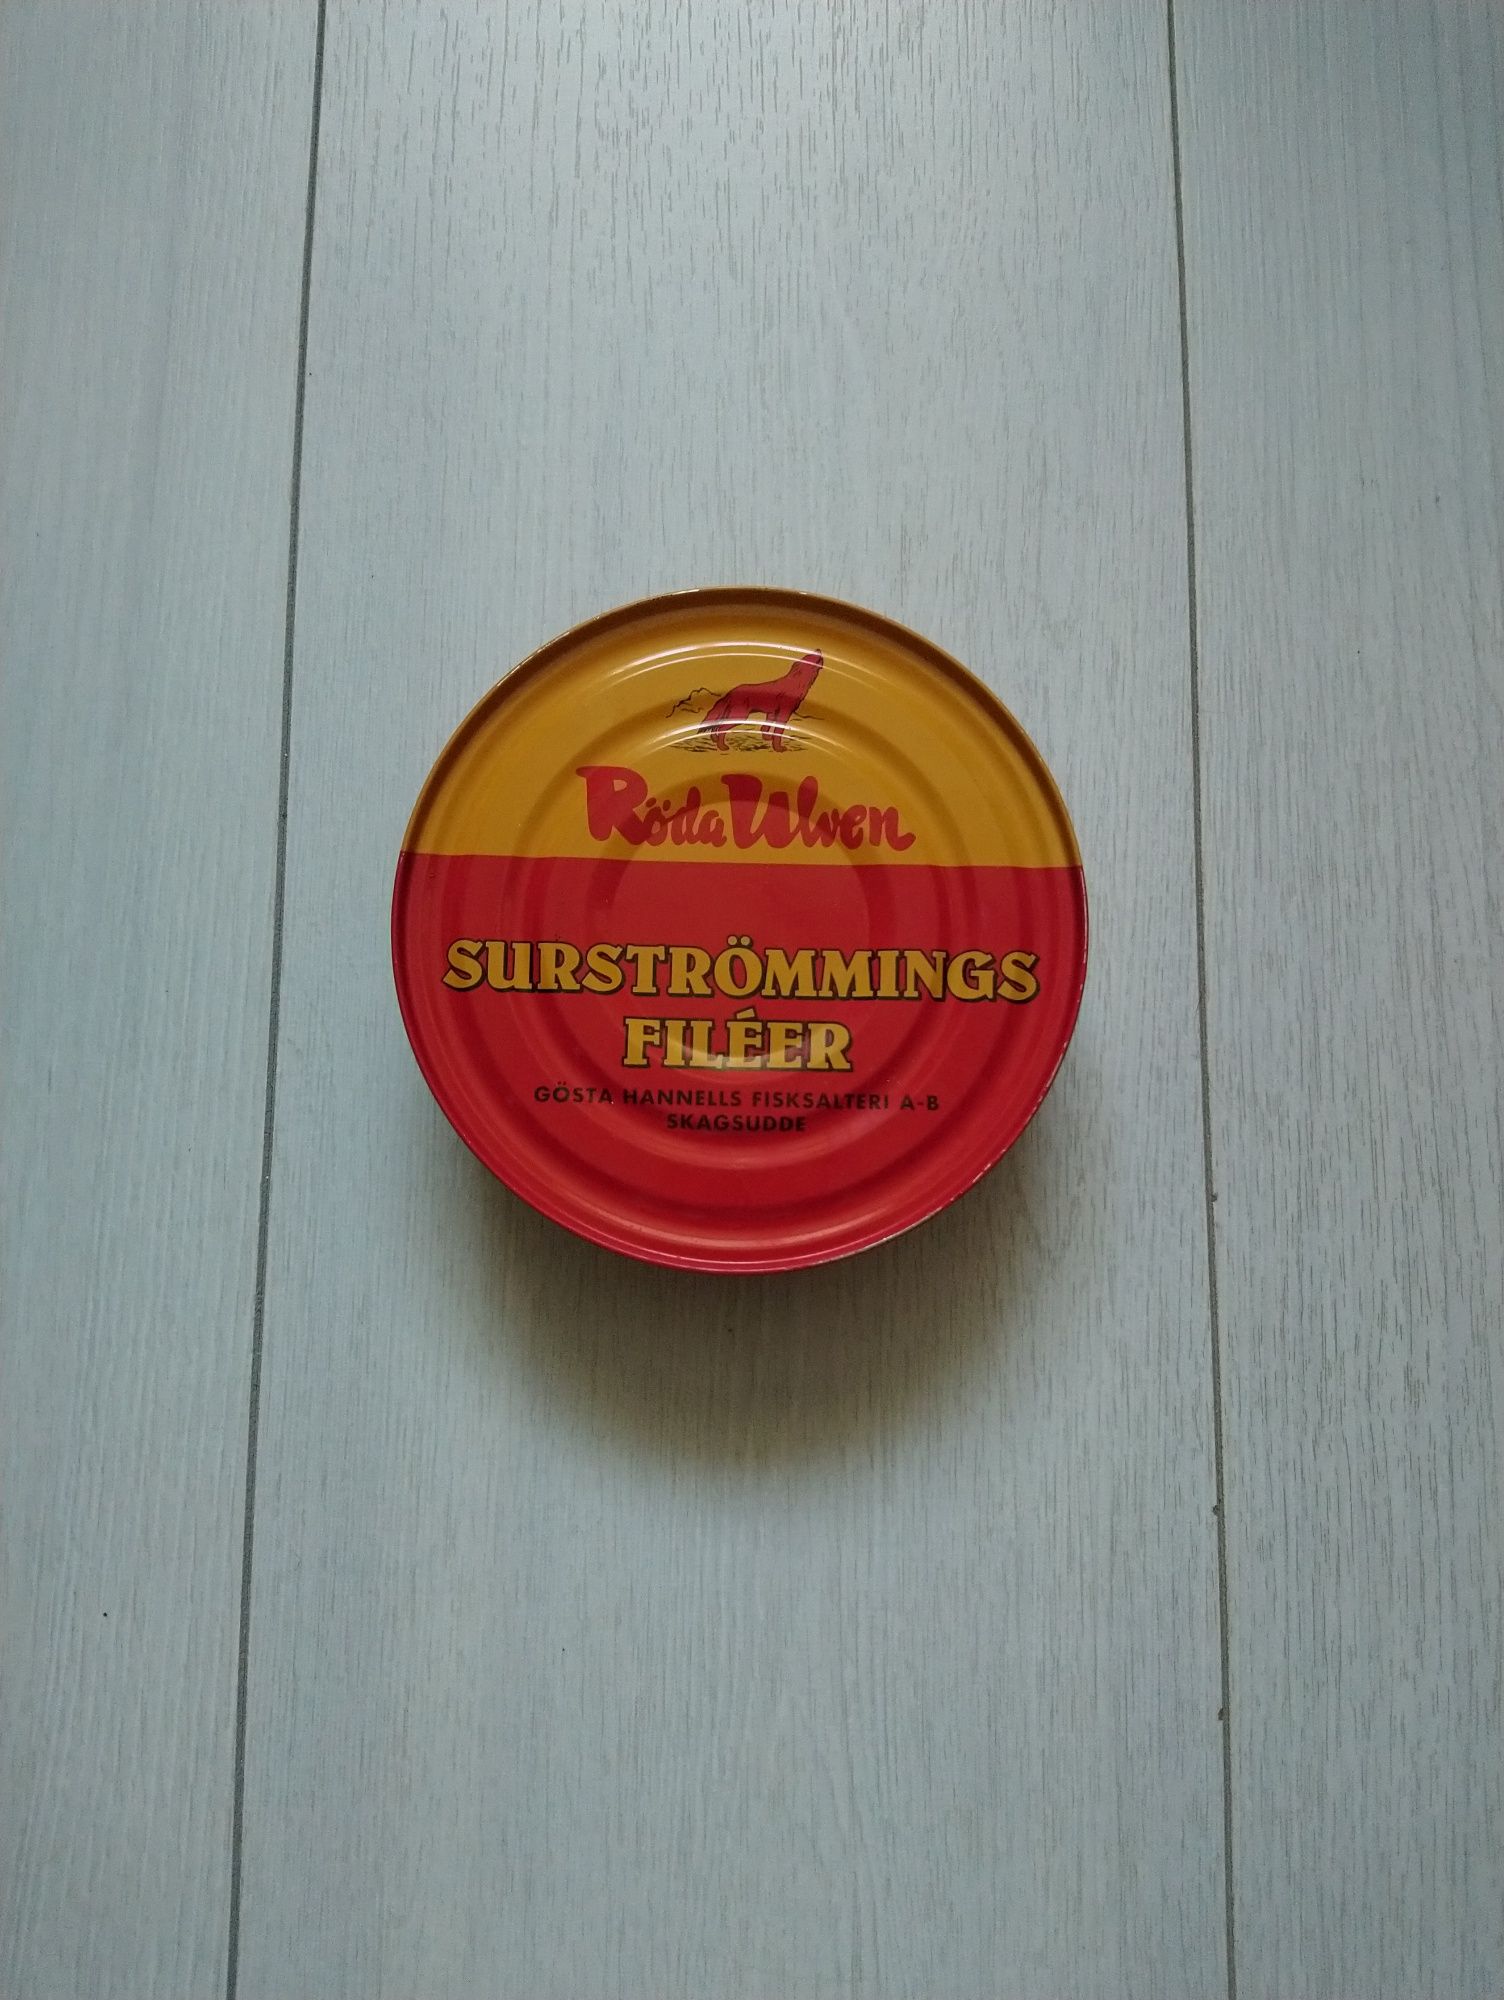 Röda Ulven
SURSTRÖMMINGS
FILÉER
GÖSTA HANNELLS FISKSALTERI A-B
SKAGSUDDE